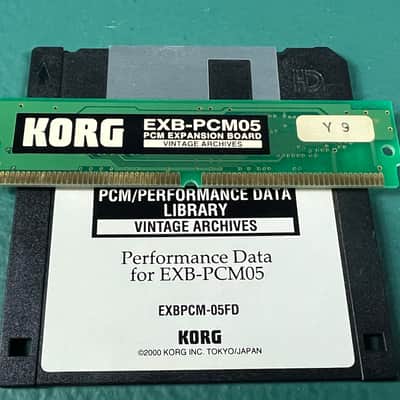 HD
KORG
EXB-PCM05
PCM EXPANSION BOARD
VINTAGE ARCHIVES
Y 9
PCM/PERFORMANCE DATA
LIBRARY
VINTAGE ARCHIVES
Performance Data
for EXB-PCM05
EXBPCM-05FD
KORG
©2000 KORG INC. TOKYO/JAPAN